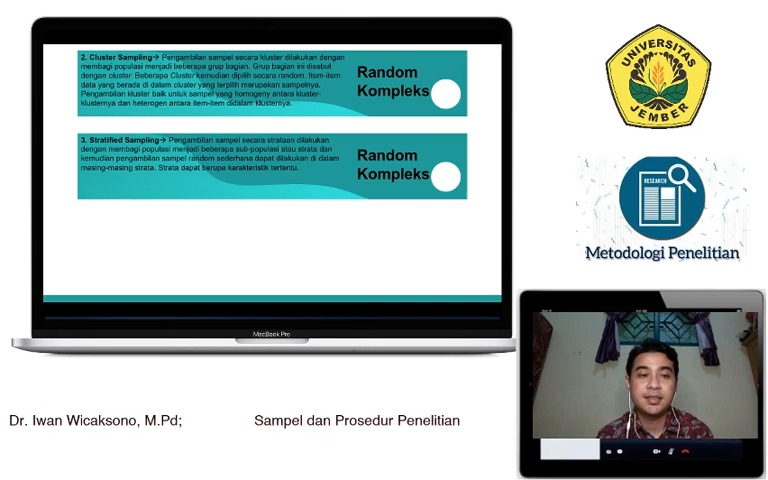 2. Cluster Sampling→ Pengambilan sampel secara kluster dilakukan dengan
membagi populasi menjadi beberapa grup bagian. Grup bagian ini disebut
dengan cluster. Beberapa Cluster kemudian dipilih secara random. Item-item
data yang berada di dalam cluster yang terpilih merupakan sampelnya.
Pengambilan kluster baik untuk sampel yang homogeny antara kluster-
klusternya dan heterogen antara item-item didalam klusternya.
Random
Kompleks
3. Stratified Sampling→ Pengambilan sampel secara strataan dilakukan
dengan membagi populasi menjadi beberapa sub-populasi atau strata dan
kemudian pengambilan sampel random sederhana dapat dilakukan di dalam
masing-masing strata. Strata dapat berupa karakteristik tertentu.
Random
Kompleks
MacBook Pro
UNIVERSITAS
JEMBER
RESEARCH
Metodologi Penelitian
Dr. Iwan Wicaksono, M.Pd;
Sampel dan Prosedur Penelitian